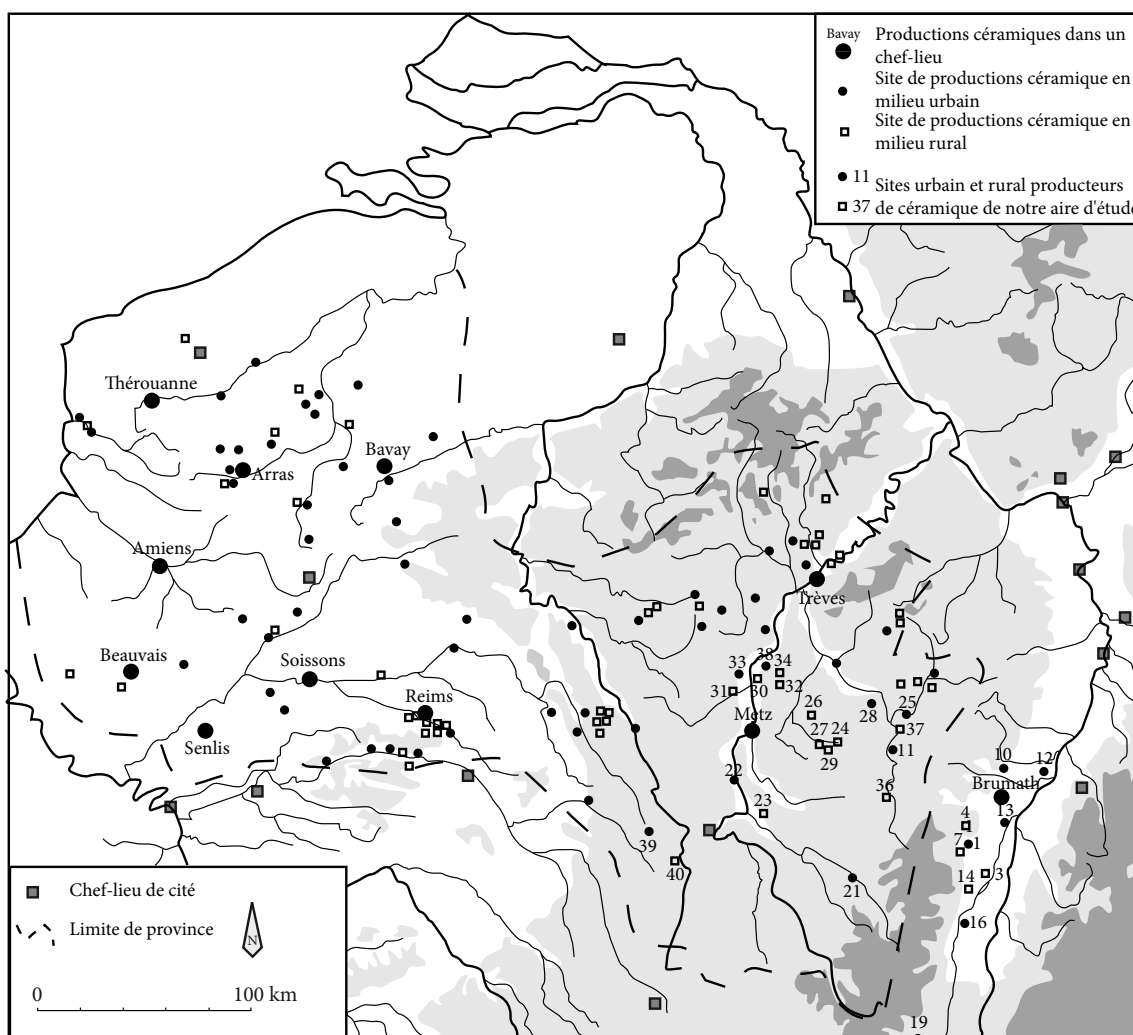 Bavay
Productions céramiques dans un
chef-lieu
Site de productions céramique en
milieu urbain
Site de productions céramique en
milieu rural
11
Sites urbain et rural producteurs
37
de céramique de notre aire d'étude
Thérouanne
Bavay
Arras
Amiens
Trèves
Beauvais
Soissons
Reims
Senlis
Metz
Brumath
38
34
33
30
32
31
26
25
28
27
24
37
29
11
10
12
22
36
23
4
13
39
7
1
40
3
14
21
16
19
Chef-lieu de cité
Limite de province
N
0
100 km